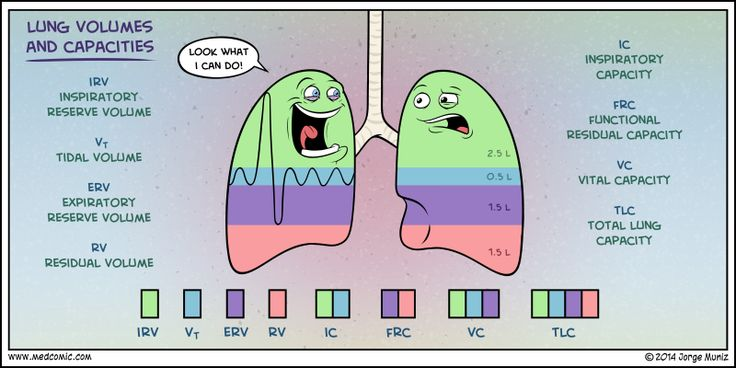 LUNG VOLUMES
AND CAPACITIES
IRV
INSPIRATORY
RESERVE VOLUME
VT
TIDAL VOLUME
ERV
EXPIRATORY
RESERVE VOLUME
RV
RESIDUAL VOLUME
LOOK WHAT
I CAN DO!
2.5 L
0.5 L
1.5 L
1.5 L
IC
INSPIRATORY
CAPACITY
FRC
FUNCTIONAL
RESIDUAL CAPACITY
VC
VITAL CAPACITY
TLC
TOTAL LUNG
CAPACITY
IRV VT ERV RV IC FRC VC TLC
www.medcomic.com © 2014 Jorge Muniz